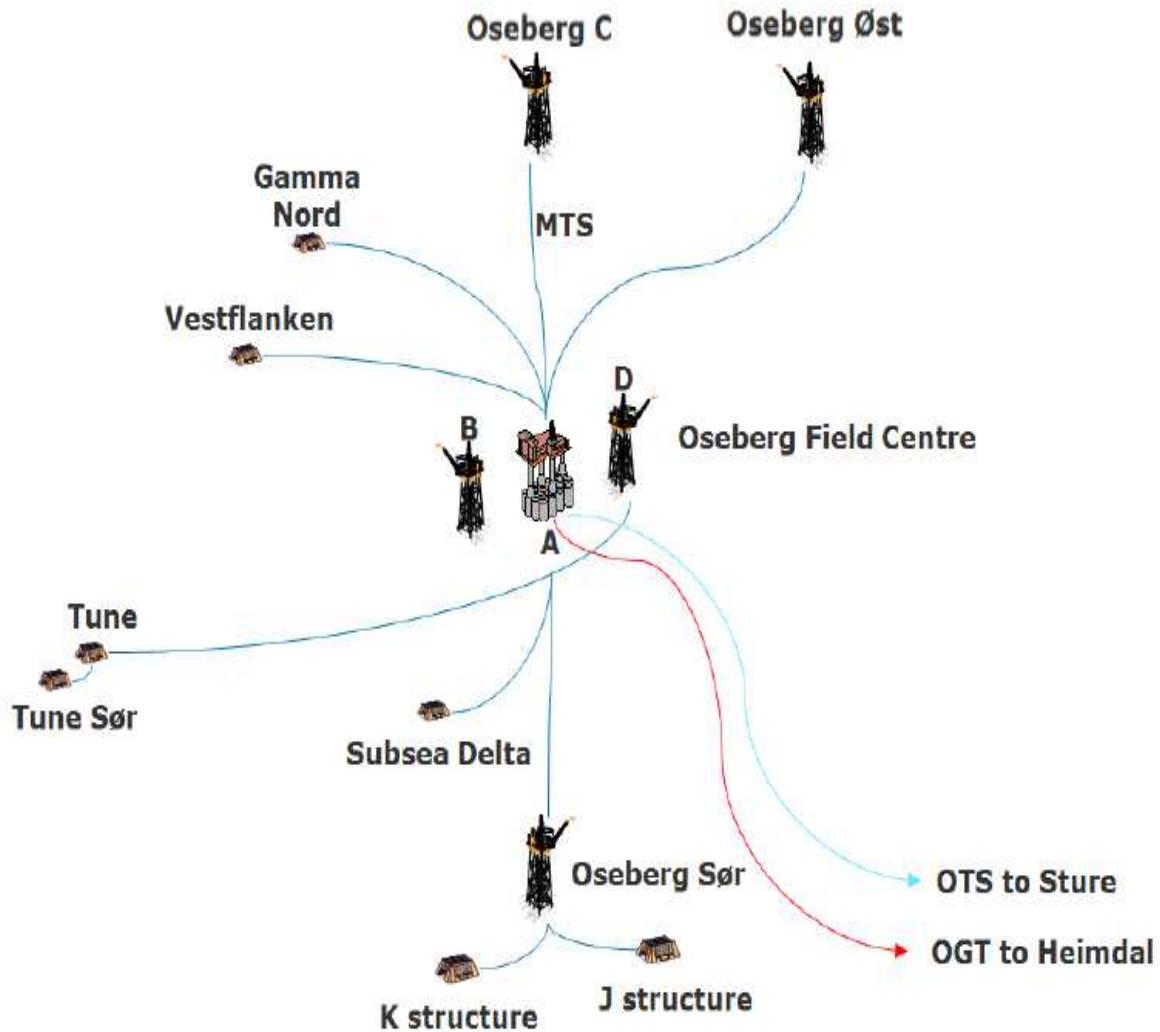 Oseberg C
Oseberg Øst
Gamma
Nord
MTS
Vestflanken
D
B
Oseberg Field Centre
A
Tune
Tune Sør
Subsea Delta
Oseberg Sør
OTS to Sture
OGT to Heimdal
J structure
K structure